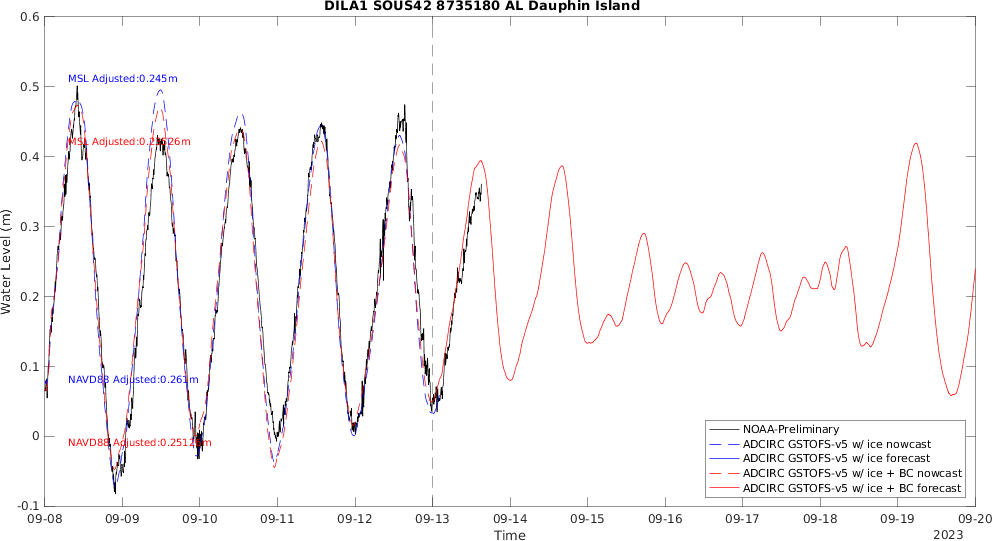 DILA1 SOUS42 8735180 AL Dauphin Island
0.6
0.5
0.4
0.3
0.2
0.1
0
-0.1
Water Level (m)
MSL Adjusted:0.245m
MSL
NAVD88 Adjusted:0.261m
NAVD88
NOAA-Preliminary
ADCIRC GSTOFS-v5 w/ ice nowcast
ADCIRC GSTOFS-v5 w/ ice forecast
ADCIRC GSTOFS-v5 w/ ice + BC nowcast
ADCIRC GSTOFS-v5 w/ ice + BC forecast
09-08 09-09 09-10 09-11 09-12 09-13 09-14 09-15 09-16 09-17 09-18 09-19 09-20
Time
2023